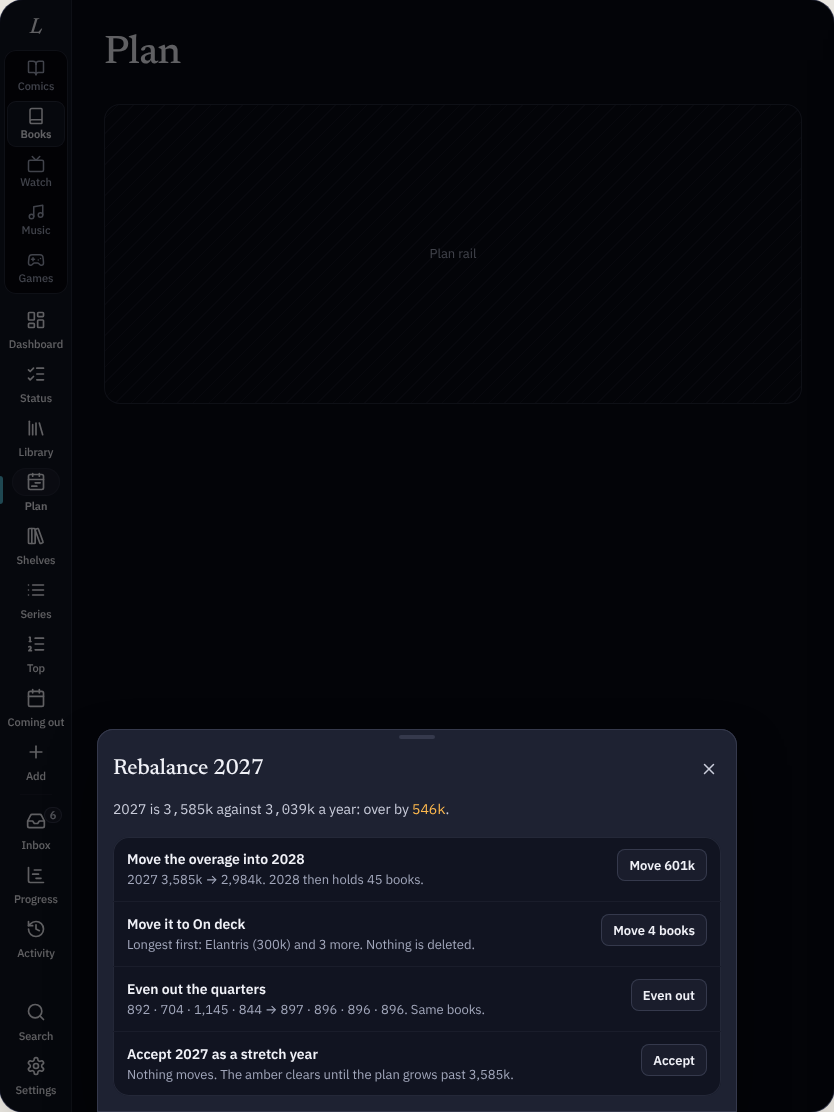 L
Comics
Books
Watch
Music
Games
Dashboard
Status
Library
Plan
Shelves
Series
Top
Coming out
Add
6
Inbox
Progress
Activity
Search
Settings
Plan
Plan rail
Rebalance 2027
2027 is 3,585k against 3,039k a year: over by 546k.
Move the overage into 2028
2027 3,585k → 2,984k. 2028 then holds 45 books.
Move 601k
Move it to On deck
Longest first: Elantris (300k) and 3 more. Nothing is deleted.
Move 4 books
Even out the quarters
892 · 704 · 1,145 · 844 → 897 · 896 · 896 · 896. Same books.
Even out
Accept 2027 as a stretch year
Nothing moves. The amber clears until the plan grows past 3,585k.
Accept